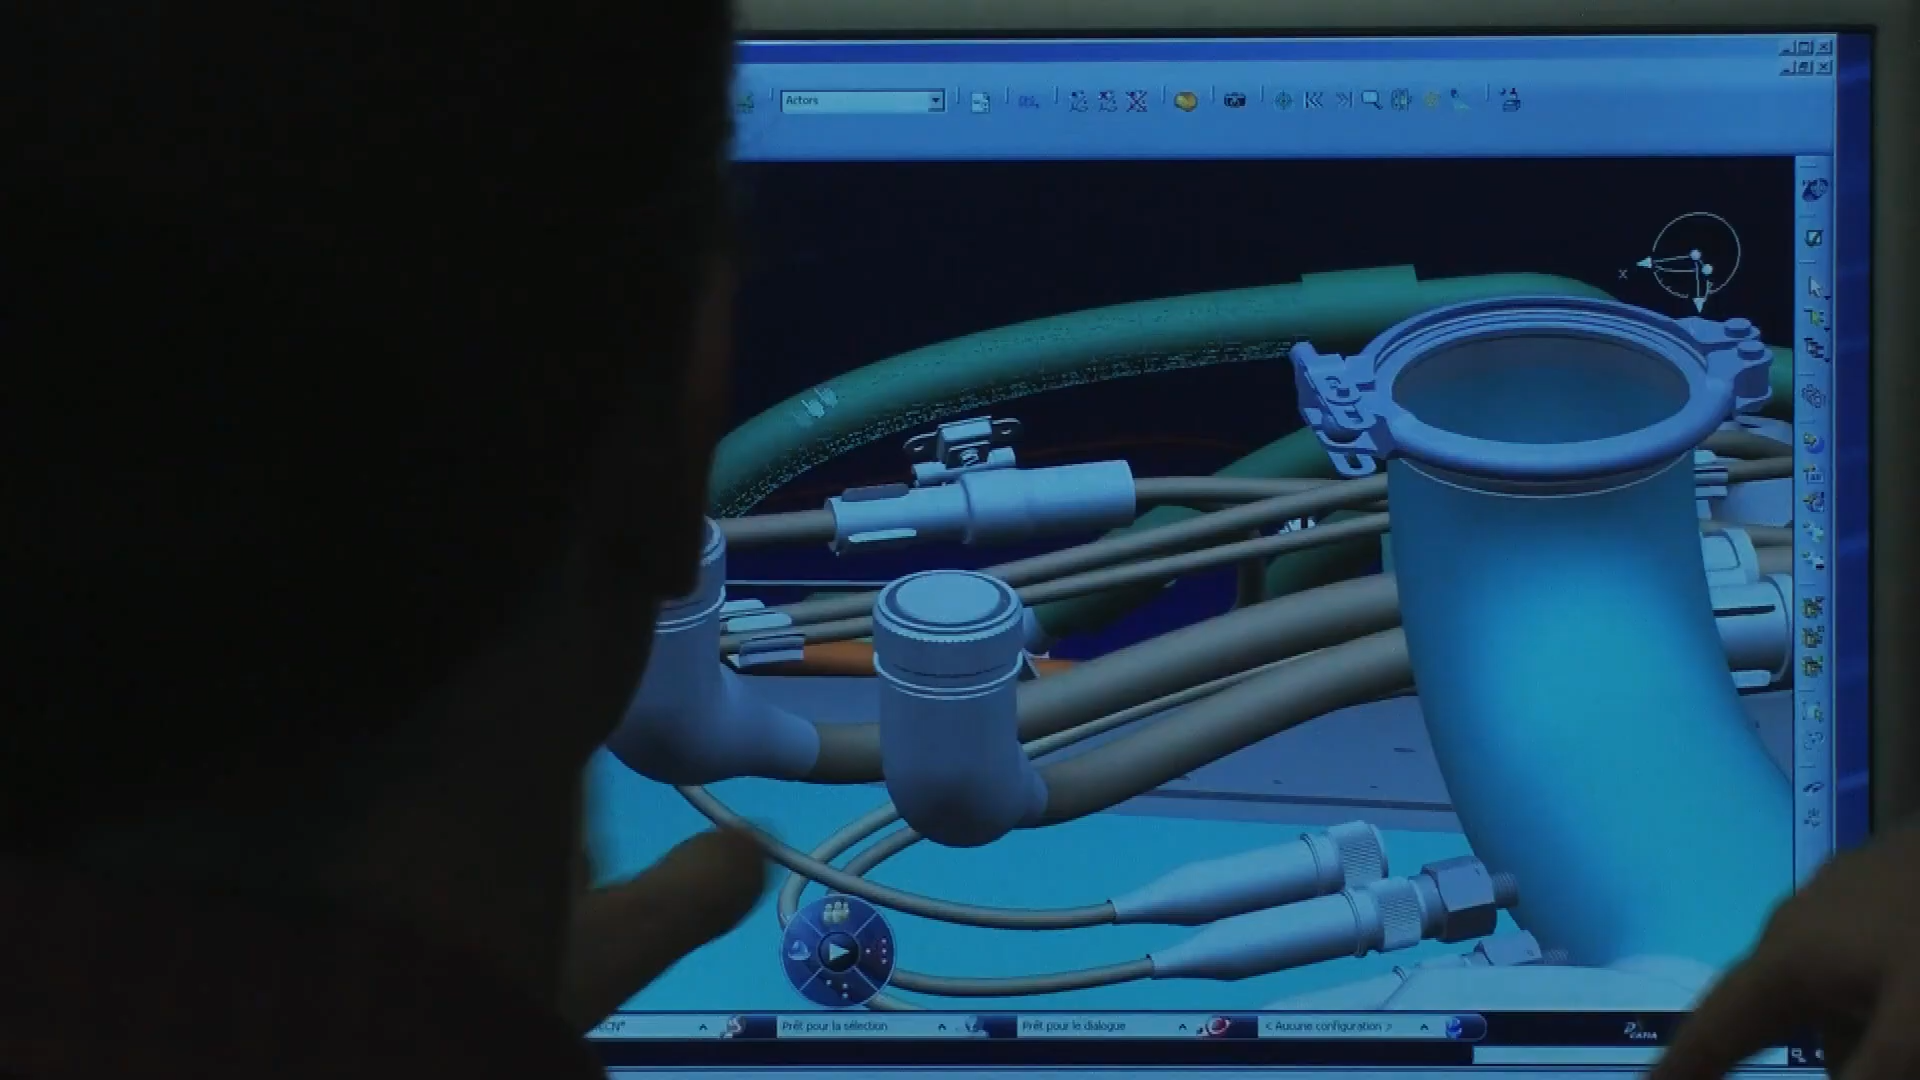 Actors
X
Prêt pour la sélection
Prêt pour le dialogue
< Aucune configuration >
CATIA